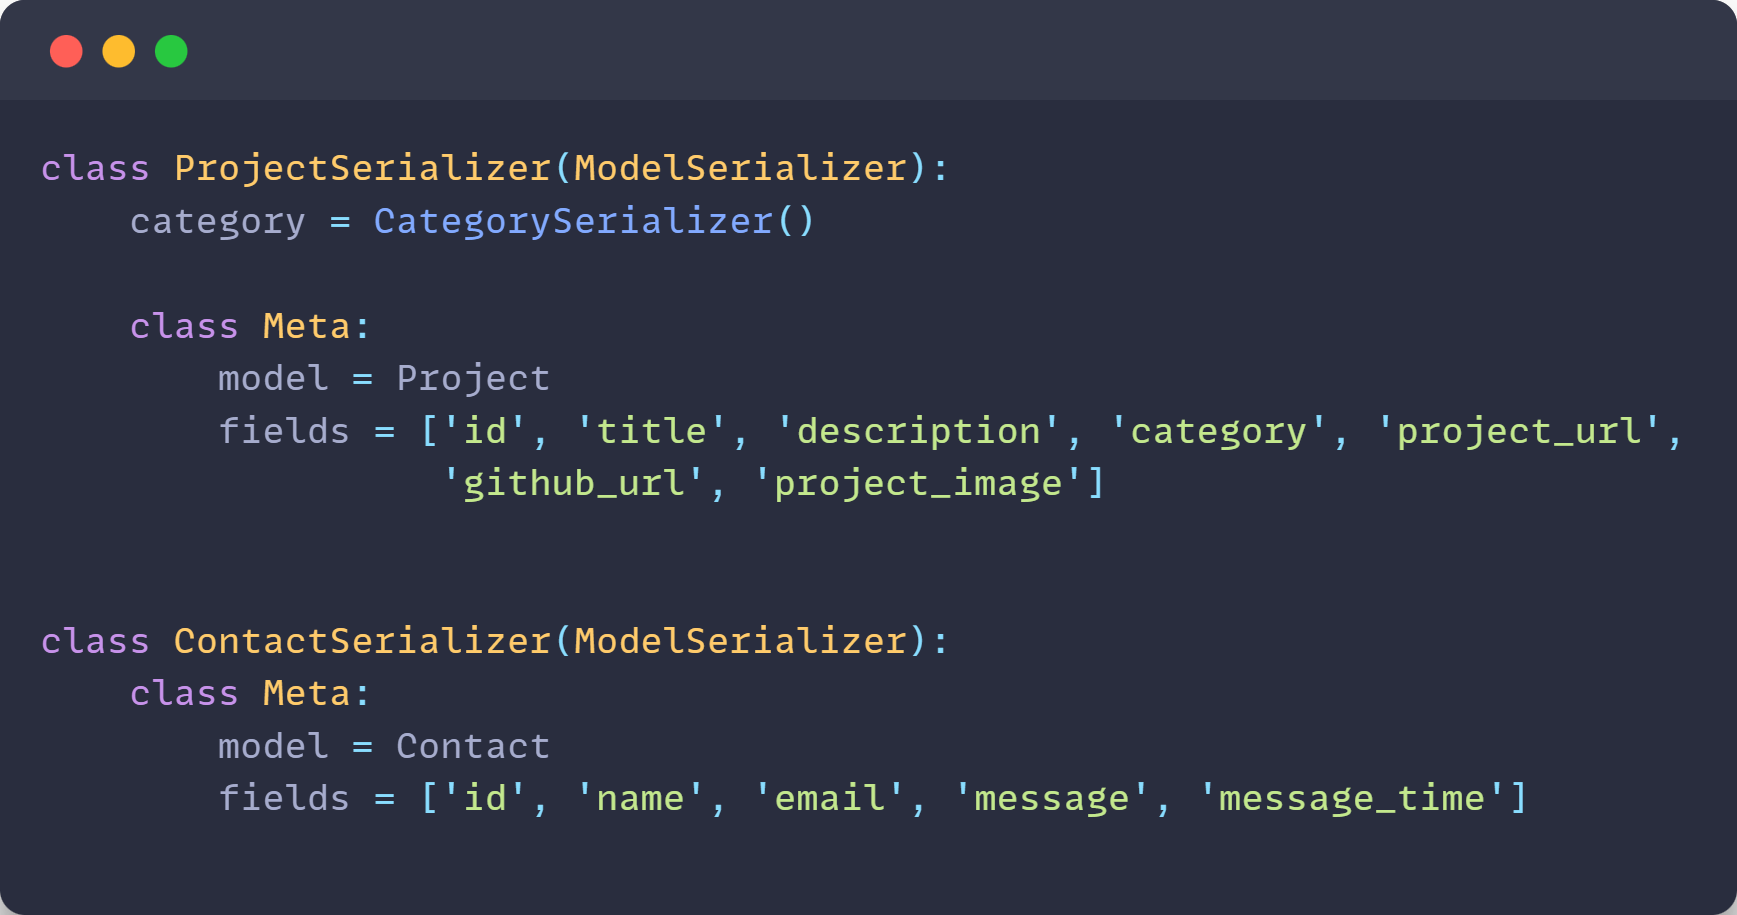 class ProjectSerializer(ModelSerializer):
    category = CategorySerializer()

    class Meta:
        model = Project
        fields = ['id', 'title', 'description', 'category', 'project_url',
                  'github_url', 'project_image']


class ContactSerializer(ModelSerializer):
    class Meta:
        model = Contact
        fields = ['id', 'name', 'email', 'message', 'message_time']